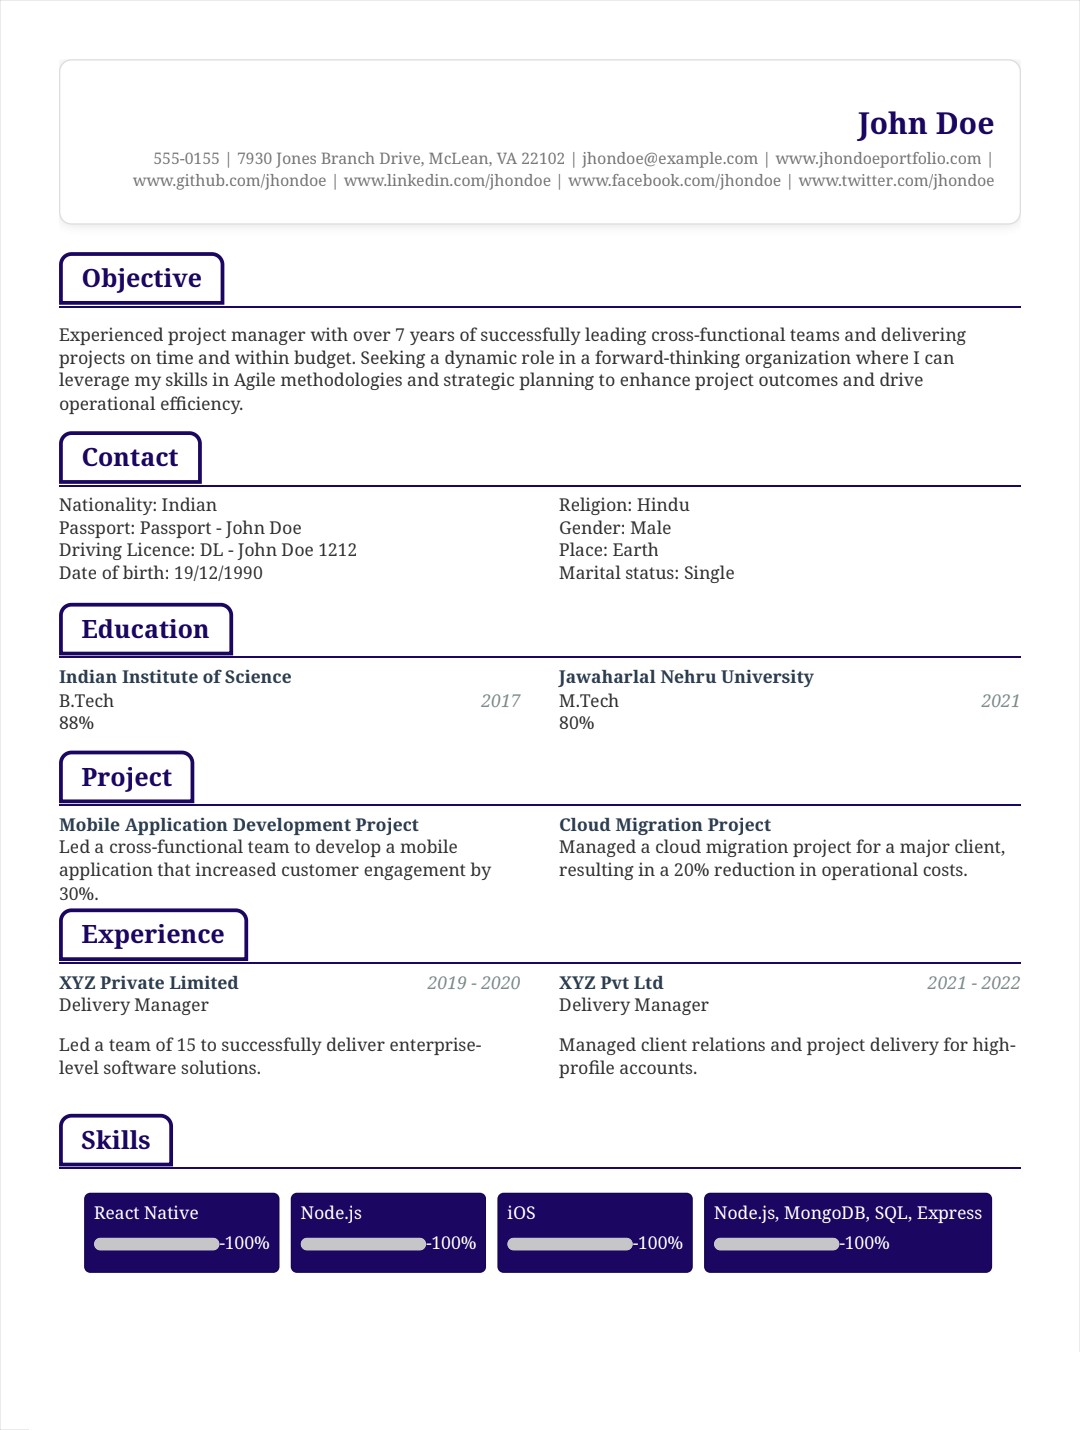 John Doe
555-0155 | 7930 Jones Branch Drive, McLean, VA 22102 | jhondoe@example.com | www.jhondoeportfolio.com |
www.github.com/jhondoe | www.linkedin.com/jhondoe | www.facebook.com/jhondoe | www.twitter.com/jhondoe
Objective
Experienced project manager with over 7 years of successfully leading cross-functional teams and delivering
projects on time and within budget. Seeking a dynamic role in a forward-thinking organization where I can
leverage my skills in Agile methodologies and strategic planning to enhance project outcomes and drive
operational efficiency.
Contact
Nationality: Indian
Passport: Passport - John Doe
Driving Licence: DL - John Doe 1212
Date of birth: 19/12/1990
Religion: Hindu
Gender: Male
Place: Earth
Marital status: Single
Education
Indian Institute of Science
B.Tech 2017
88%
Jawaharlal Nehru University
M.Tech 2021
80%
Project
Mobile Application Development Project
Led a cross-functional team to develop a mobile
application that increased customer engagement by
30%.
Cloud Migration Project
Managed a cloud migration project for a major client,
resulting in a 20% reduction in operational costs.
Experience
XYZ Private Limited 2019 - 2020
Delivery Manager
Led a team of 15 to successfully deliver enterprise-
level software solutions.
XYZ Pvt Ltd 2021 - 2022
Delivery Manager
Managed client relations and project delivery for high-
profile accounts.
Skills
React Native
-100%
Node.js
-100%
iOS
-100%
Node.js, MongoDB, SQL, Express
-100%